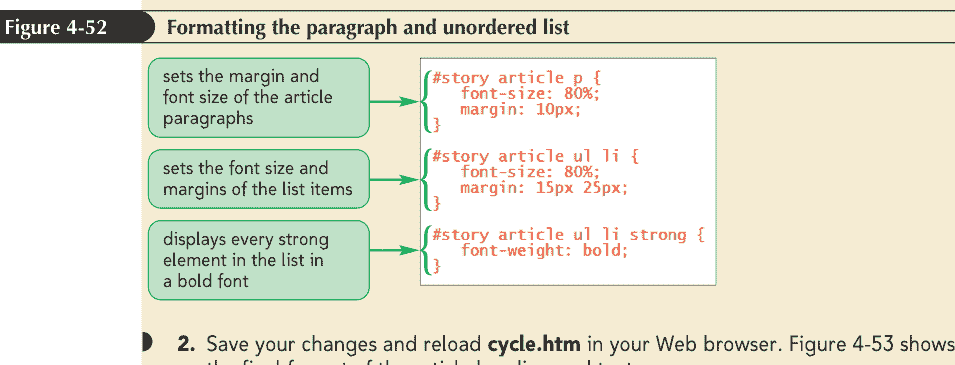 Figure 4-52 Formatting the paragraph and unordered list
sets the margin and
font size of the article
paragraphs
#story article p {
font-size: 80%;
margin: 10px;
}
sets the font size and
margins of the list items
#story article ul li {
font-size: 80%;
margin: 15px 25px;
}
displays every strong
element in the list in
a bold font
#story article ul li strong {
font-weight: bold;
}
2. Save your changes and reload cycle.htm in your Web browser. Figure 4-53 shows